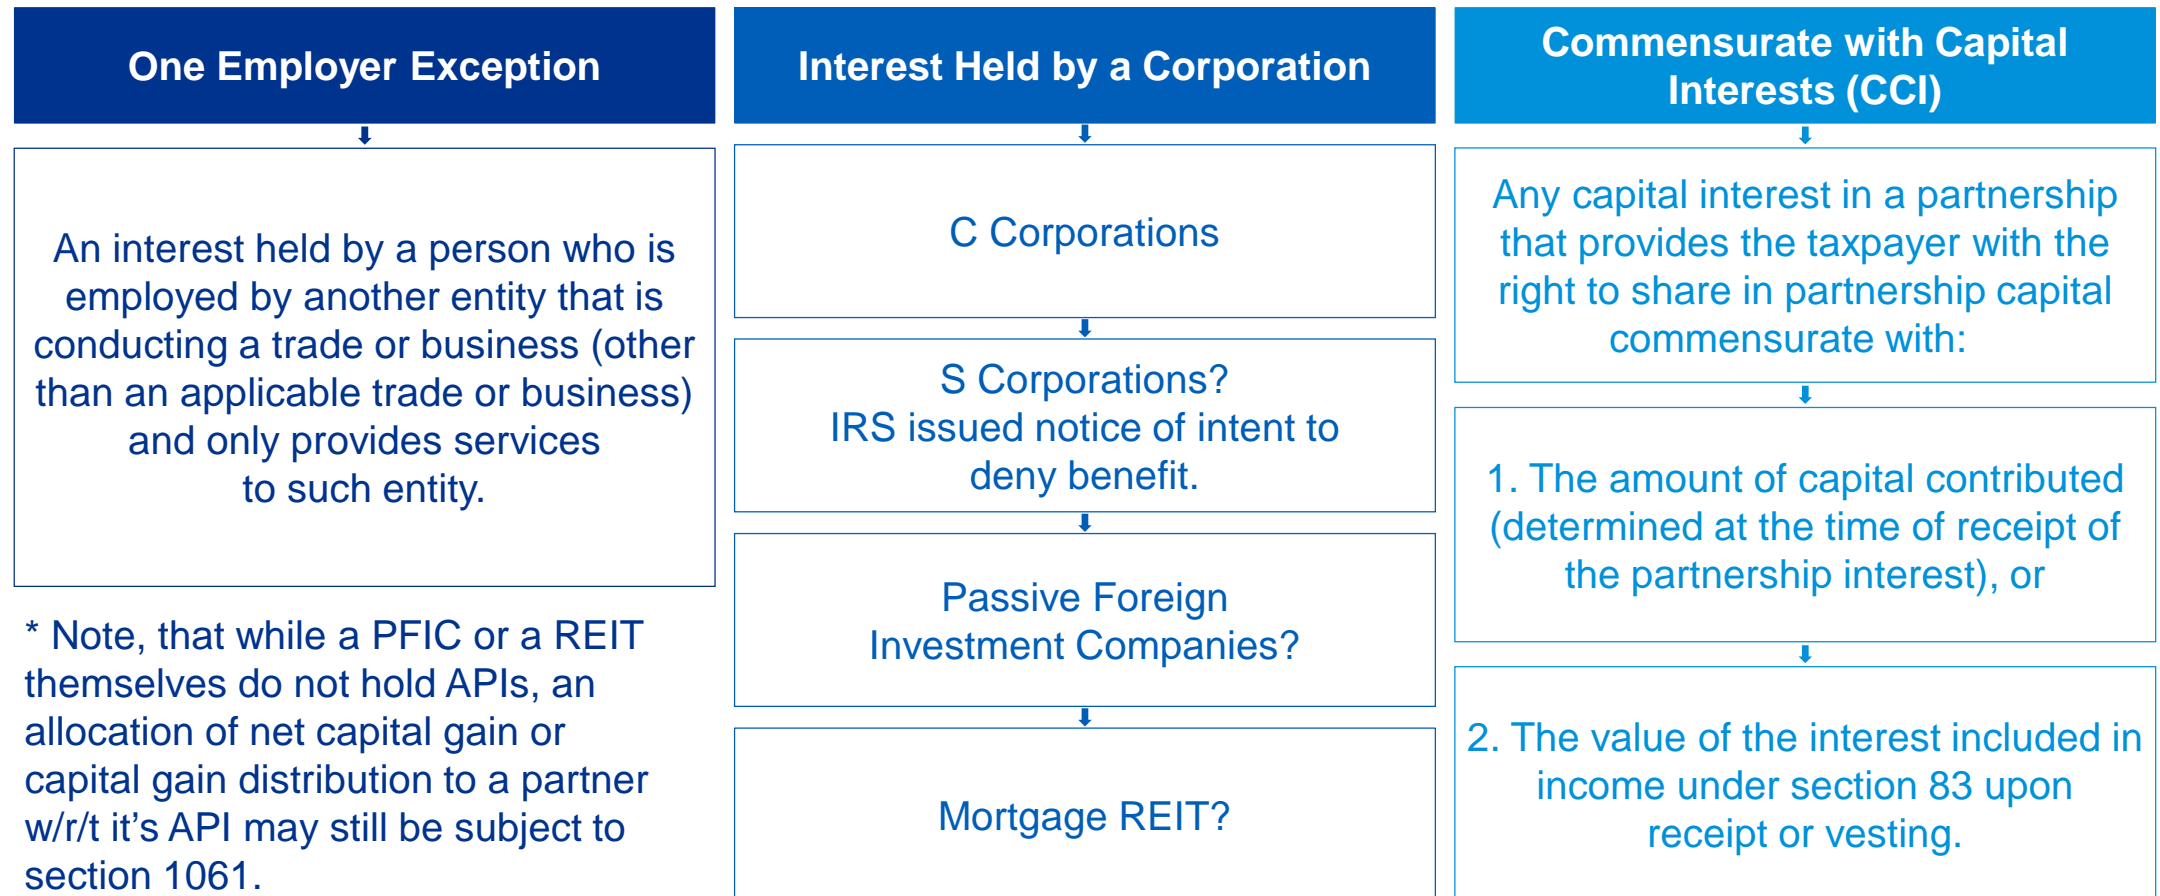 One Employer Exception
An interest held by a person who is
employed by another entity that is
conducting a trade or business (other
than an applicable trade or business)
and only provides services
to such entity.
* Note, that while a PFIC or a REIT
themselves do not hold APIs, an
allocation of net capital gain or
capital gain distribution to a partner
w/r/t it’s API may still be subject to
section 1061.
Interest Held by a Corporation
C Corporations
S Corporations?
IRS issued notice of intent to
deny benefit.
Passive Foreign
Investment Companies?
Mortgage REIT?
Commensurate with Capital
Interests (CCI)
Any capital interest in a partnership
that provides the taxpayer with the
right to share in partnership capital
commensurate with:
1. The amount of capital contributed
(determined at the time of receipt of
the partnership interest), or
2. The value of the interest included in
income under section 83 upon
receipt or vesting.